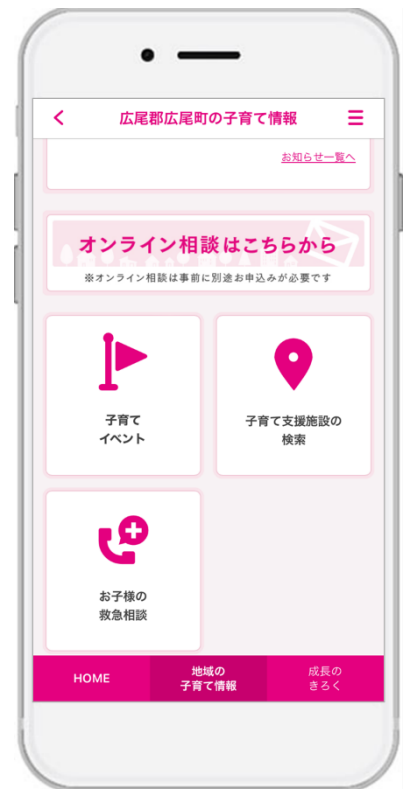 広尾郡広尾町の子育て情報
お知らせ一覧へ
オンライン相談はこちらから
※オンライン相談は事前に別途お申込みが必要です
子育て
イベント
子育て支援施設の
検索
お子様の
救急相談
HOME
地域の
子育て情報
成長の
きろく